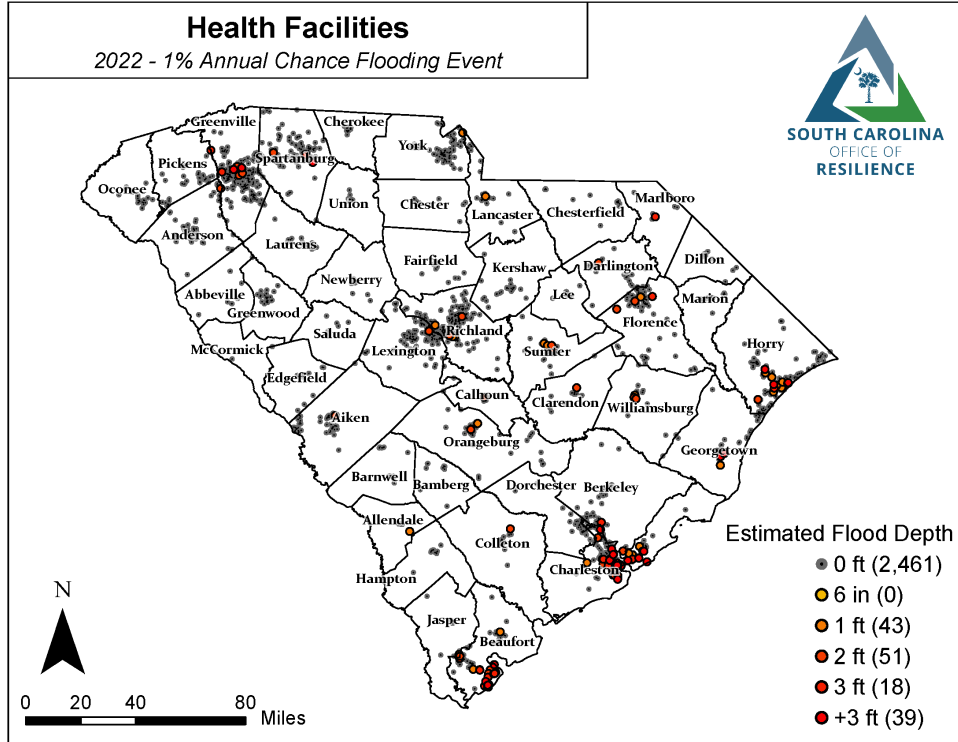 Health Facilities
2022 - 1% Annual Chance Flooding Event
SOUTH CAROLINA
OFFICE OF
RESILIENCE
Greenville
Cherokee
York
Pickens
Spartanburg
Oconee
Union
Chester
Lancaster
Chesterfield
Marlboro
Anderson
Laurens
Fairfield
Kershaw
Darlington
Dillon
Newberry
Abbeville
Greenwood
Lee
Marion
Saluda
Richland
Florence
McCormick
Lexington
Sumter
Horry
Edgefield
Calhoun
Clarendon
Williamsburg
Aiken
Orangeburg
Georgetown
Barnwell
Bamberg
Dorchester
Berkeley
Allendale
Colleton
Charleston
Hampton
Jasper
Beaufort
Estimated Flood Depth
0 ft (2,461)
6 in (0)
1 ft (43)
2 ft (51)
3 ft (18)
+3 ft (39)
N
0 20 40 80 Miles